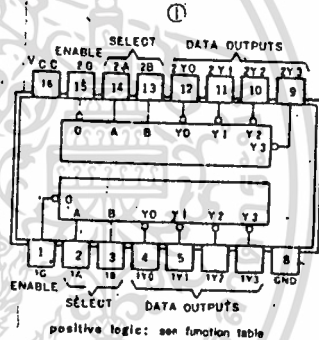 ①
SELECT
ENABLE DATA OUTPUTS
VCC 2G 2A 2B 2Y0 2Y1 2Y2 2Y3
16 15 14 13 12 11 10 9
G A B Y0 Y1 Y2
Y3
G
A B Y0 Y1 Y2 Y3
1 2 3 4 5 8
1G 1A 1B 1Y0 1Y1 1Y2 1Y3 GND
ENABLE
SELECT DATA OUTPUTS
positive logic: see function table